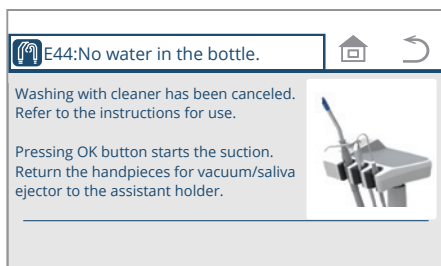 E44:No water in the bottle.
Washing with cleaner has been canceled.
Refer to the instructions for use.
Pressing OK button starts the suction.
Return the handpieces for vacuum/saliva
ejector to the assistant holder.